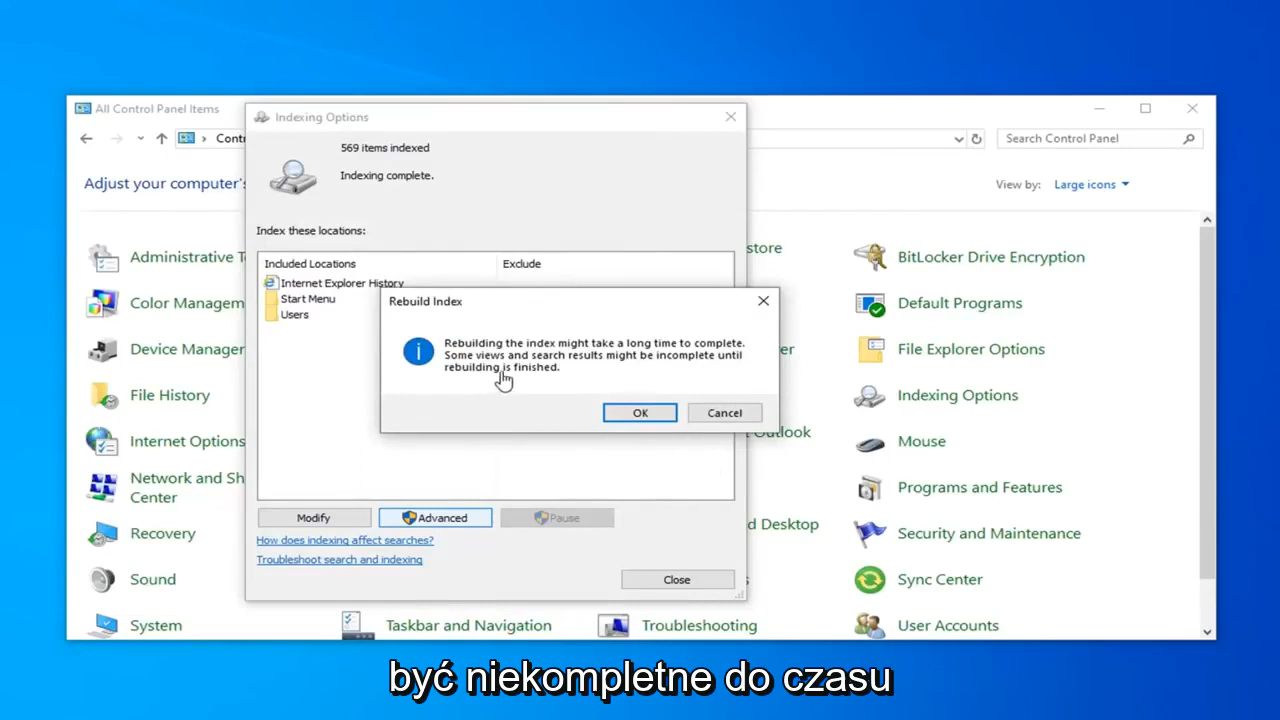 All Control Panel Items
Indexing Options
Contr
Search Control Panel
569 items indexed
Indexing complete.
Adjust your computer's
View by:
Large icons
Index these locations:
Included Locations
Exclude
Internet Explorer History
Start Menu
Users
Rebuild Index
Rebuilding the index might take a long time to complete.
Some views and search results might be incomplete until
rebuilding is finished.
OK
Cancel
Modify
Advanced
Pause
How does indexing affect searches?
Troubleshoot search and indexing
Close
Administrative To
Color Managem
Device Manager
File History
Internet Options
Network and Sh
Center
Recovery
Sound
System
Taskbar and Navigation
Troubleshooting
store
er
Outlook
d Desktop
s
BitLocker Drive Encryption
Default Programs
File Explorer Options
Indexing Options
Mouse
Programs and Features
Security and Maintenance
Sync Center
User Accounts
być niekompletne do czasu